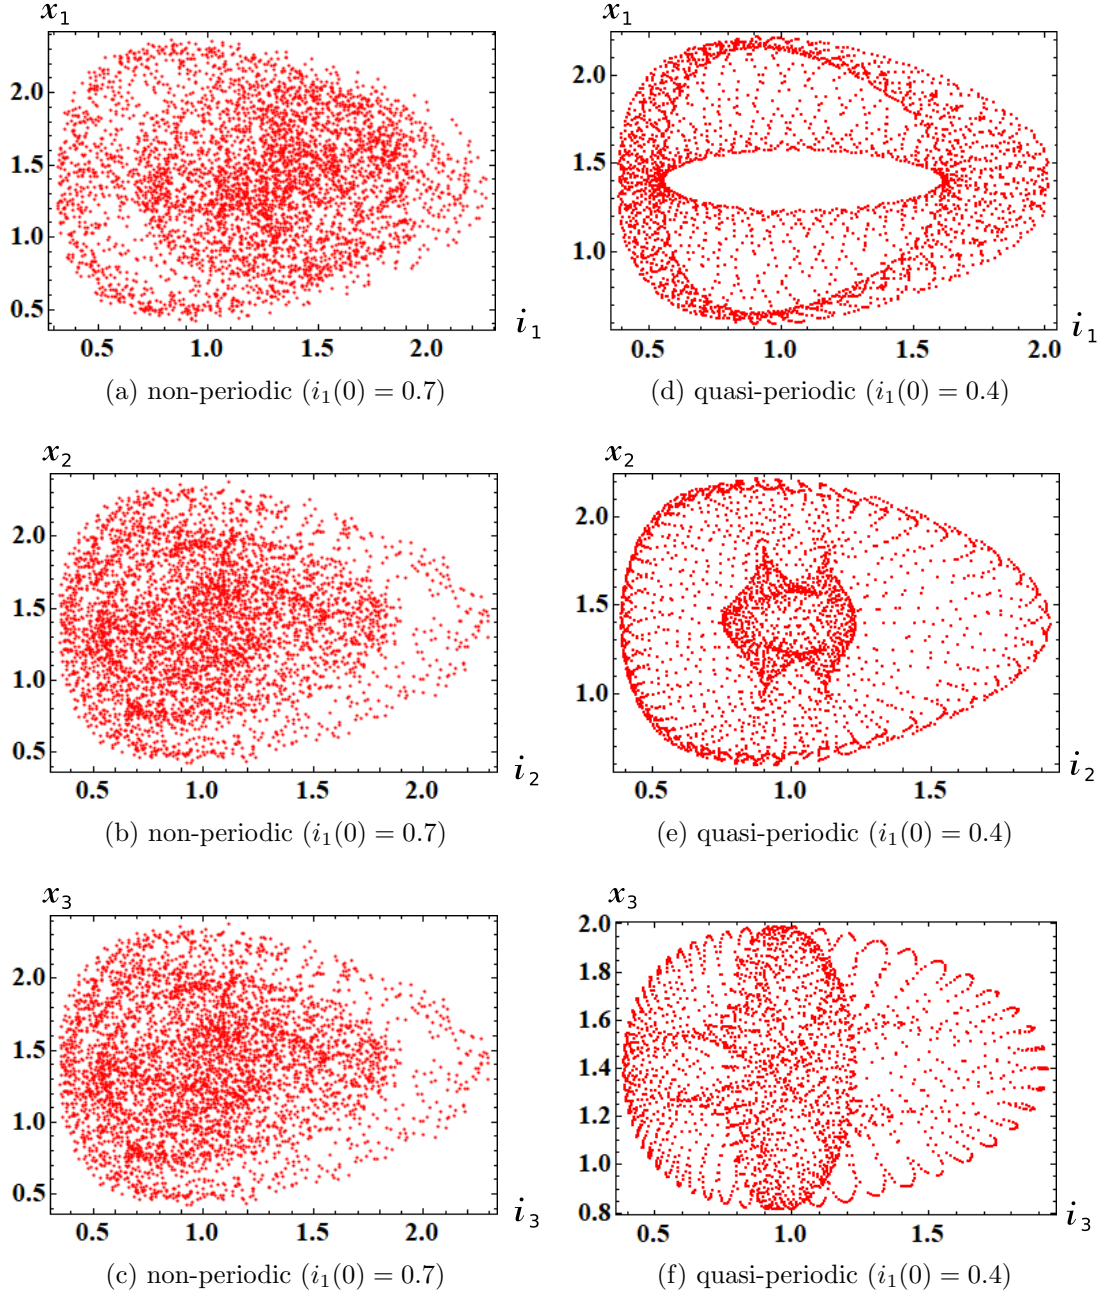 x₁
2.0
1.5
1.0
0.5
0.5 1.0 1.5 2.0
i₁
(a) non-periodic (i₁(0) = 0.7)
x₁
2.0
1.5
1.0
0.5 1.0 1.5 2.0
i₁
(d) quasi-periodic (i₁(0) = 0.4)
x₂
2.0
1.5
1.0
0.5
0.5 1.0 1.5 2.0
i₂
(b) non-periodic (i₁(0) = 0.7)
x₂
2.0
1.5
1.0
0.5 1.0 1.5
i₂
(e) quasi-periodic (i₁(0) = 0.4)
x₃
2.0
1.5
1.0
0.5
0.5 1.0 1.5 2.0
i₃
(c) non-periodic (i₁(0) = 0.7)
x₃
2.0
1.8
1.6
1.4
1.2
1.0
0.8
0.5 1.0 1.5
i₃
(f) quasi-periodic (i₁(0) = 0.4)